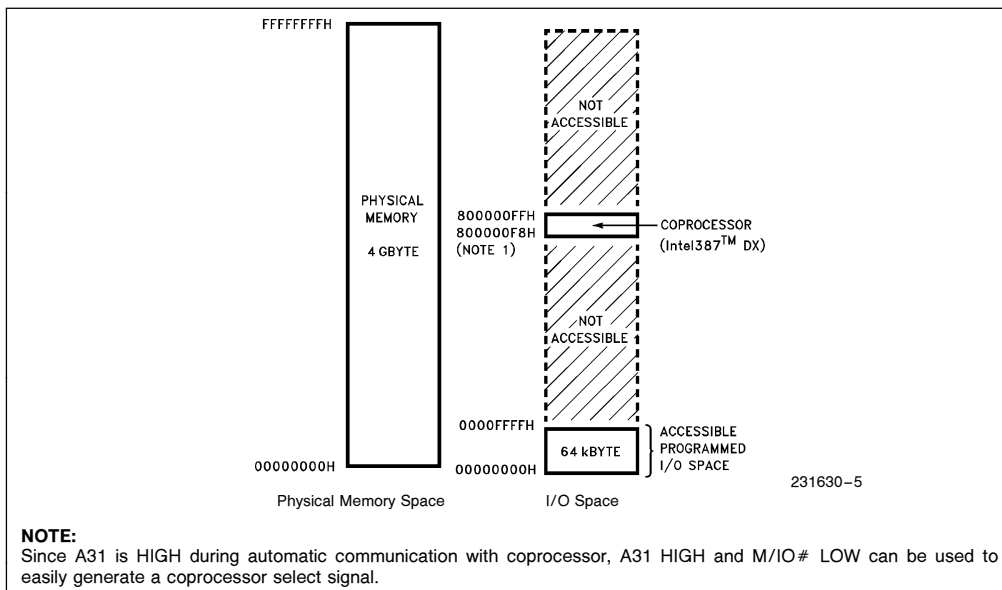 FFFFFFFFH
PHYSICAL
MEMORY
4 GBYTE
00000000H
Physical Memory Space
NOT
ACCESSIBLE
800000FFH
800000F8H
(NOTE 1)
COPROCESSOR
(Intel387™ DX)
NOT
ACCESSIBLE
0000FFFFH
64 kBYTE
00000000H
ACCESSIBLE
PROGRAMMED
I/O SPACE
I/O Space
231630–5
NOTE:
Since A31 is HIGH during automatic communication with coprocessor, A31 HIGH and M/IO# LOW can be used to
easily generate a coprocessor select signal.